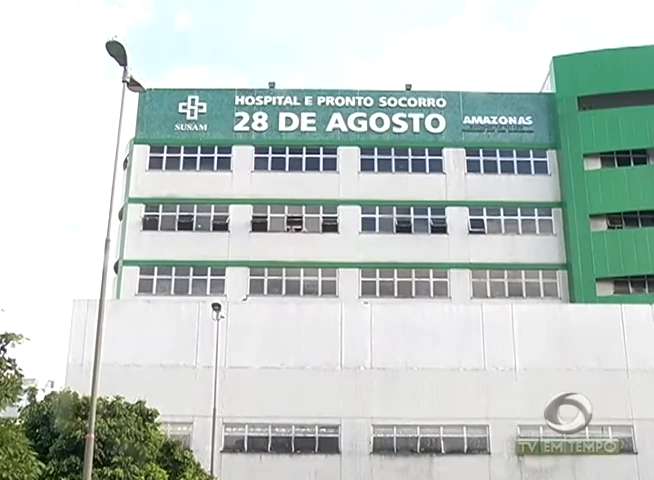 HOSPITAL E PRONTO SOCORRO
28 DE AGOSTO
SUSAM
AMAZONAS
TV EM TEMPO